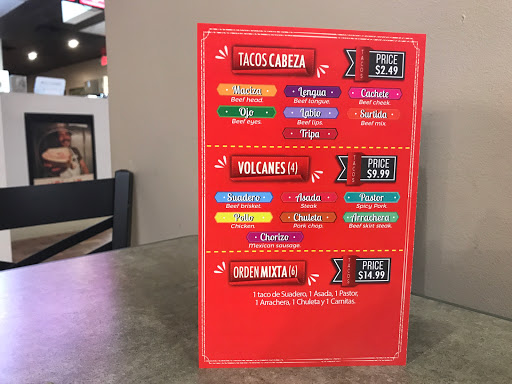 TACOS CABEZA
TACOS
PRICE
$2.49
Maciza
Beef head.
Lengua
Beef tongue.
Cachete
Beef cheek.
Ojo
Beef eyes.
Labio
Beef lips.
Surtida
Beef mix.
Tripa
VOLCANES (4)
TACOS
PRICE
$9.99
Suadero
Beef brisket.
Asada
Steak
Pastor
Spicy Pork.
Pollo
Chicken.
Chuleta
Pork chop.
Arrachera
Beef skirt steak.
Chorizo
Mexican sausage.
ORDEN MIXTA (6)
TACOS
PRICE
$14.99
1 taco de Suadero, 1 Asada, 1 Pastor,
1 Arrachera, 1 Chuleta y 1 Carnitas.